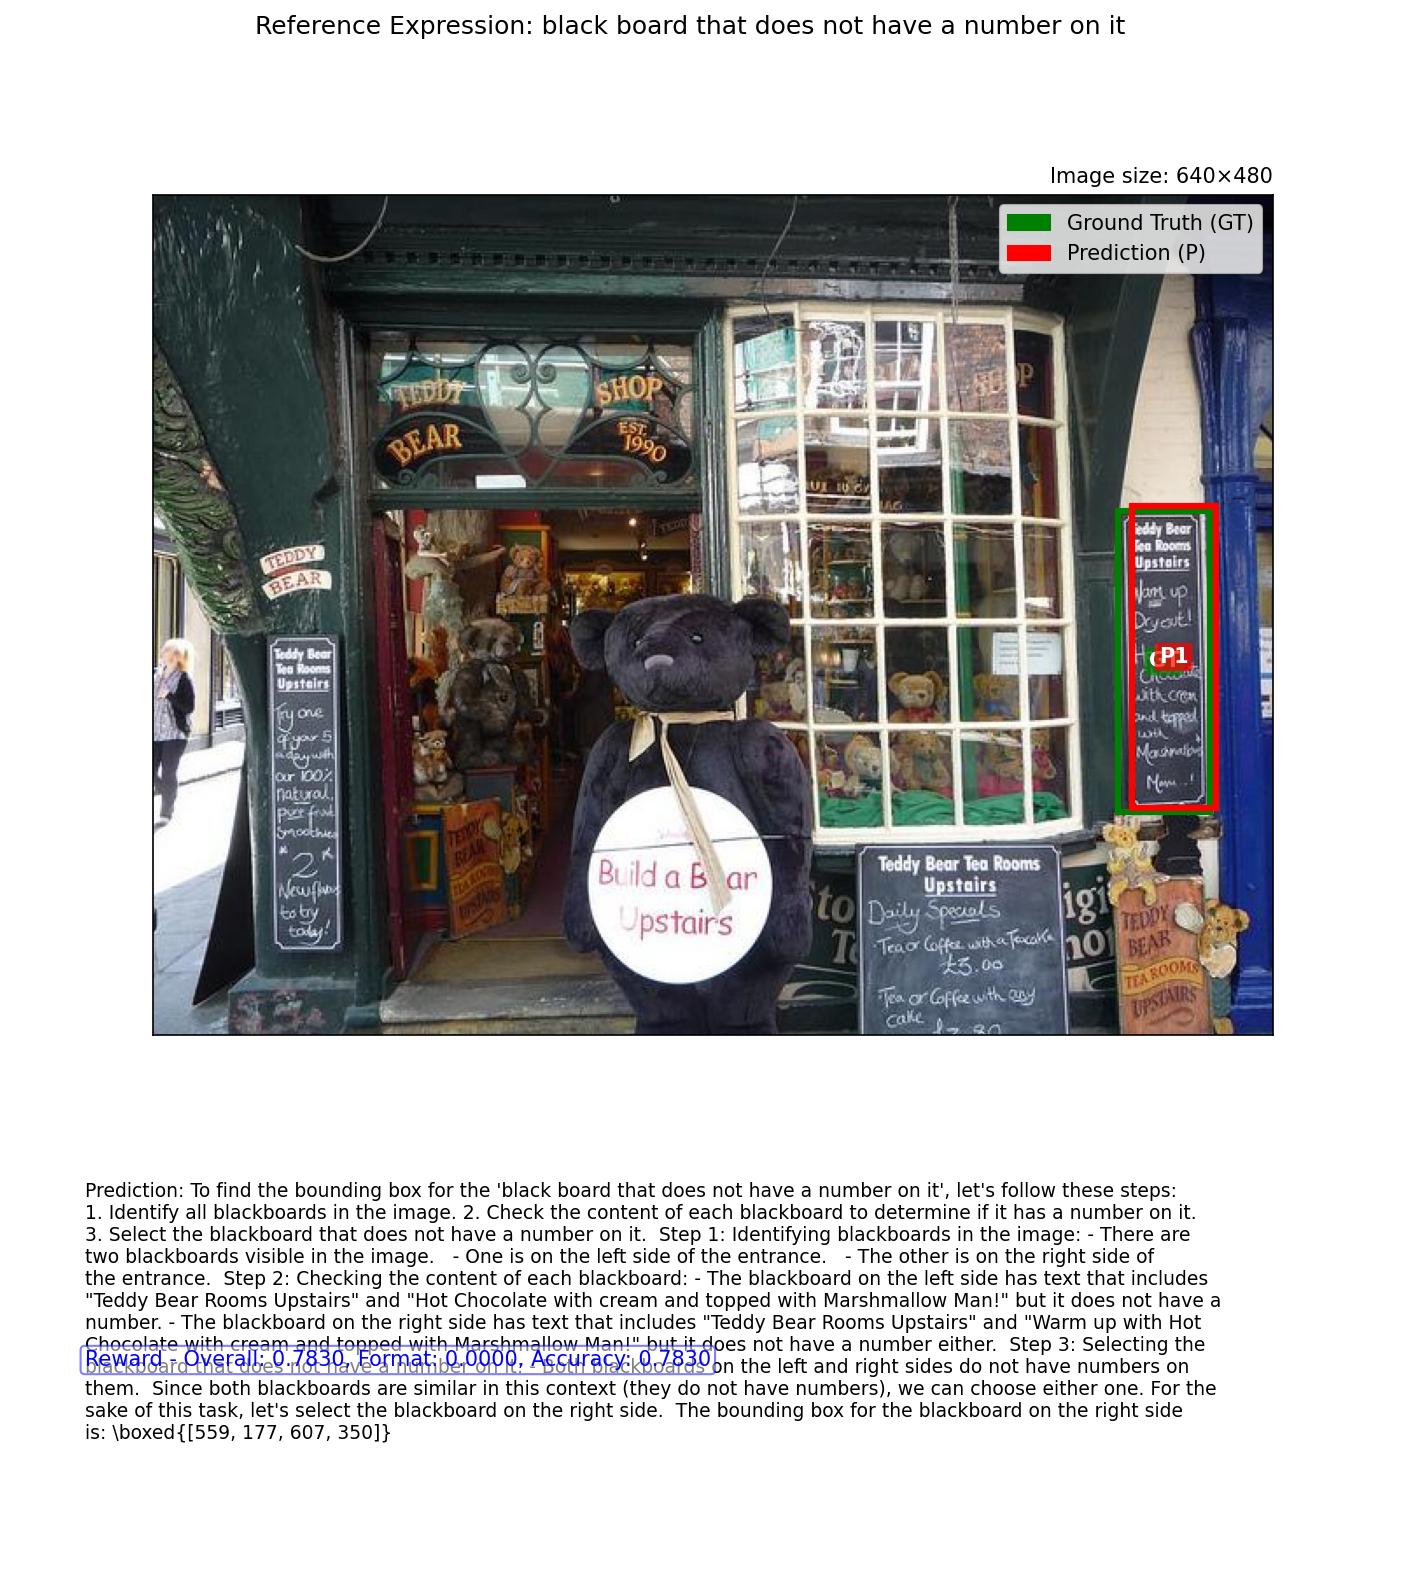 Reference Expression: black board that does not have a number on it
Image size: 640×480
Ground Truth (GT)
Prediction (P)
TEDDY
SHOP
BEAR
EST.
1990
SHOP
TEDDY
BEAR
Teddy Bear
Tea Rooms
Upstairs
Try one
of your 5
a day with
our 100%
natural,
pure fruit
Smoothies
2
New flavs
to try
today!
TEDDY
BEAR
TEA ROOMS
UPSTAIRS
Build a Bear
Upstairs
Teddy Bear Tea Rooms
Upstairs
Daily Specials
Tea or Coffee with a Teacake
£3.00
Tea or Coffee with any
cake
Teddy Bear
Tea Rooms
Upstairs
Warm up
Dry out!
P1
Chocolate
with cream
and topped
with
Marshmallows
Mmm..!
TEDDY
BEAR
TEA ROOMS
UPSTAIRS
Prediction: To find the bounding box for the 'black board that does not have a number on it', let's follow these steps:
1. Identify all blackboards in the image. 2. Check the content of each blackboard to determine if it has a number on it.
3. Select the blackboard that does not have a number on it.  Step 1: Identifying blackboards in the image: - There are
two blackboards visible in the image.   - One is on the left side of the entrance.   - The other is on the right side of
the entrance.  Step 2: Checking the content of each blackboard: - The blackboard on the left side has text that includes
"Teddy Bear Rooms Upstairs" and "Hot Chocolate with cream and topped with Marshmallow Man!" but it does not have a
number. - The blackboard on the right side has text that includes "Teddy Bear Rooms Upstairs" and "Warm up with Hot
Chocolate with cream and topped with Marshmallow Man!" but it does not have a number either.  Step 3: Selecting the
Reward - Overall: 0.7830, Format: 0.0000, Accuracy: 0.7830
blackboard that does not have a number on it: - Both blackboards on the left and right sides do not have numbers on
them.  Since both blackboards are similar in this context (they do not have numbers), we can choose either one. For the
sake of this task, let's select the blackboard on the right side.  The bounding box for the blackboard on the right side
is: \boxed{[559, 177, 607, 350]}